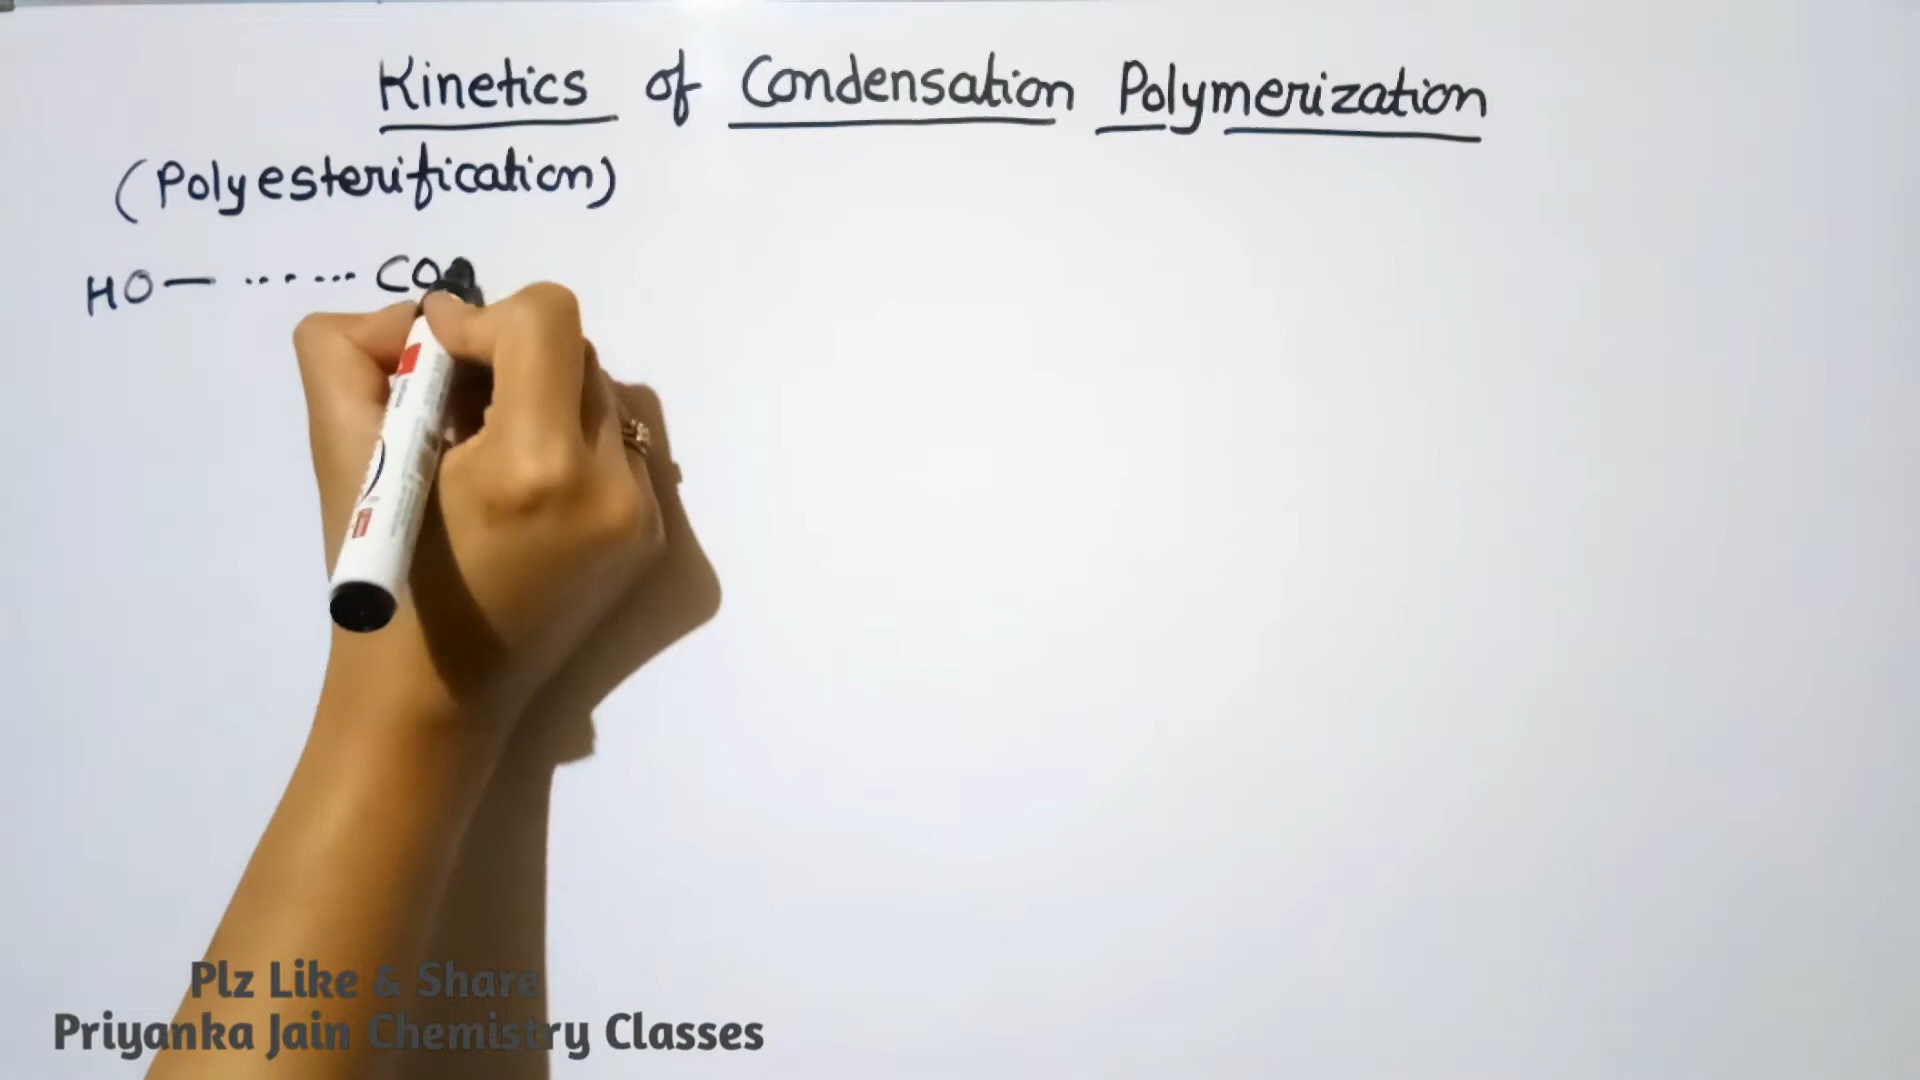 Kinetics of Condensation Polymerization
(Polyesterification)
HO— ........ CO
Plz Like & Share
Priyanka Jain Chemistry Classes